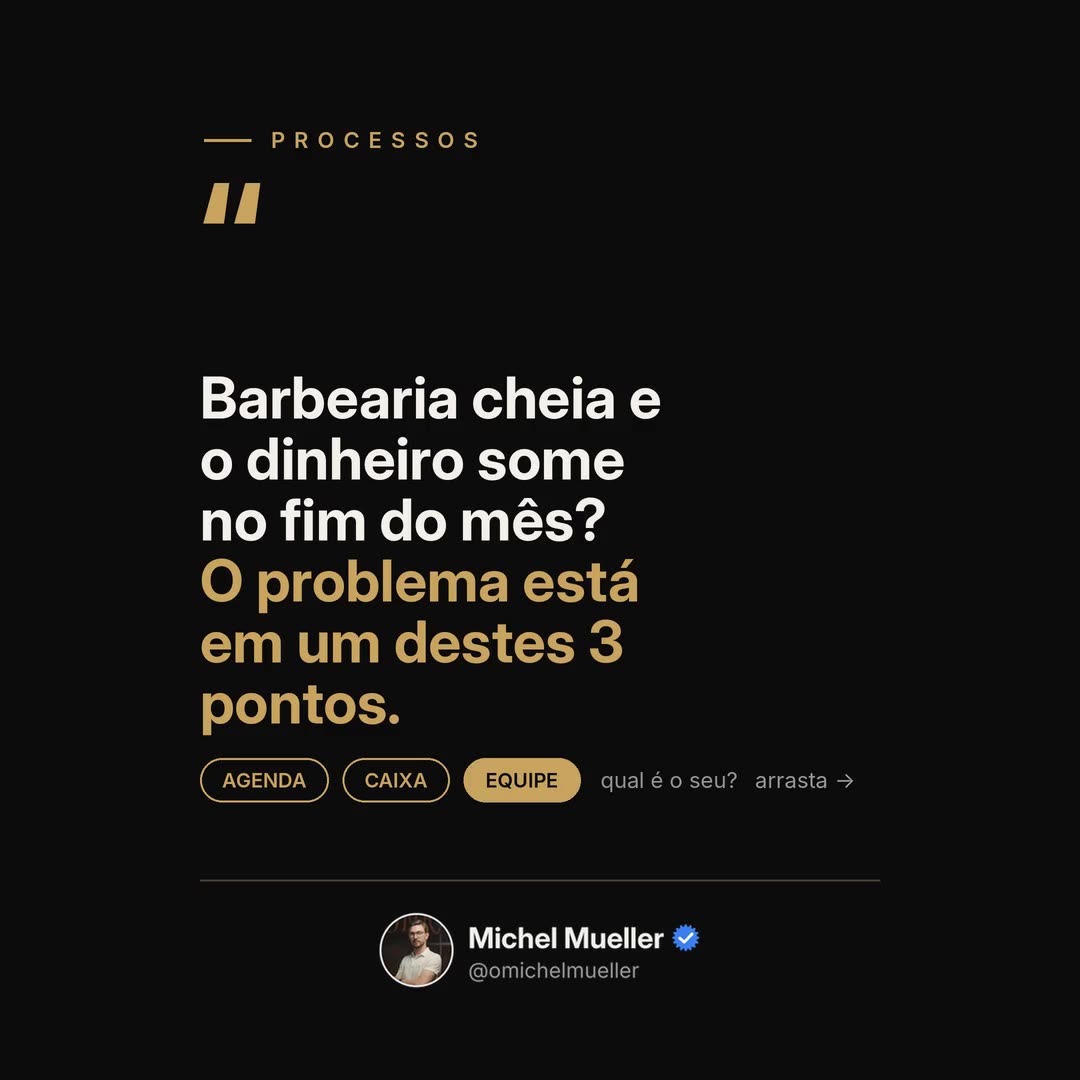 PROCESSOS
“
Barbearia cheia e
o dinheiro some
no fim do mês?
O problema está
em um destes 3
pontos.
AGENDA CAIXA EQUIPE qual é o seu? arrasta →
Michel Mueller
@omichelmueller